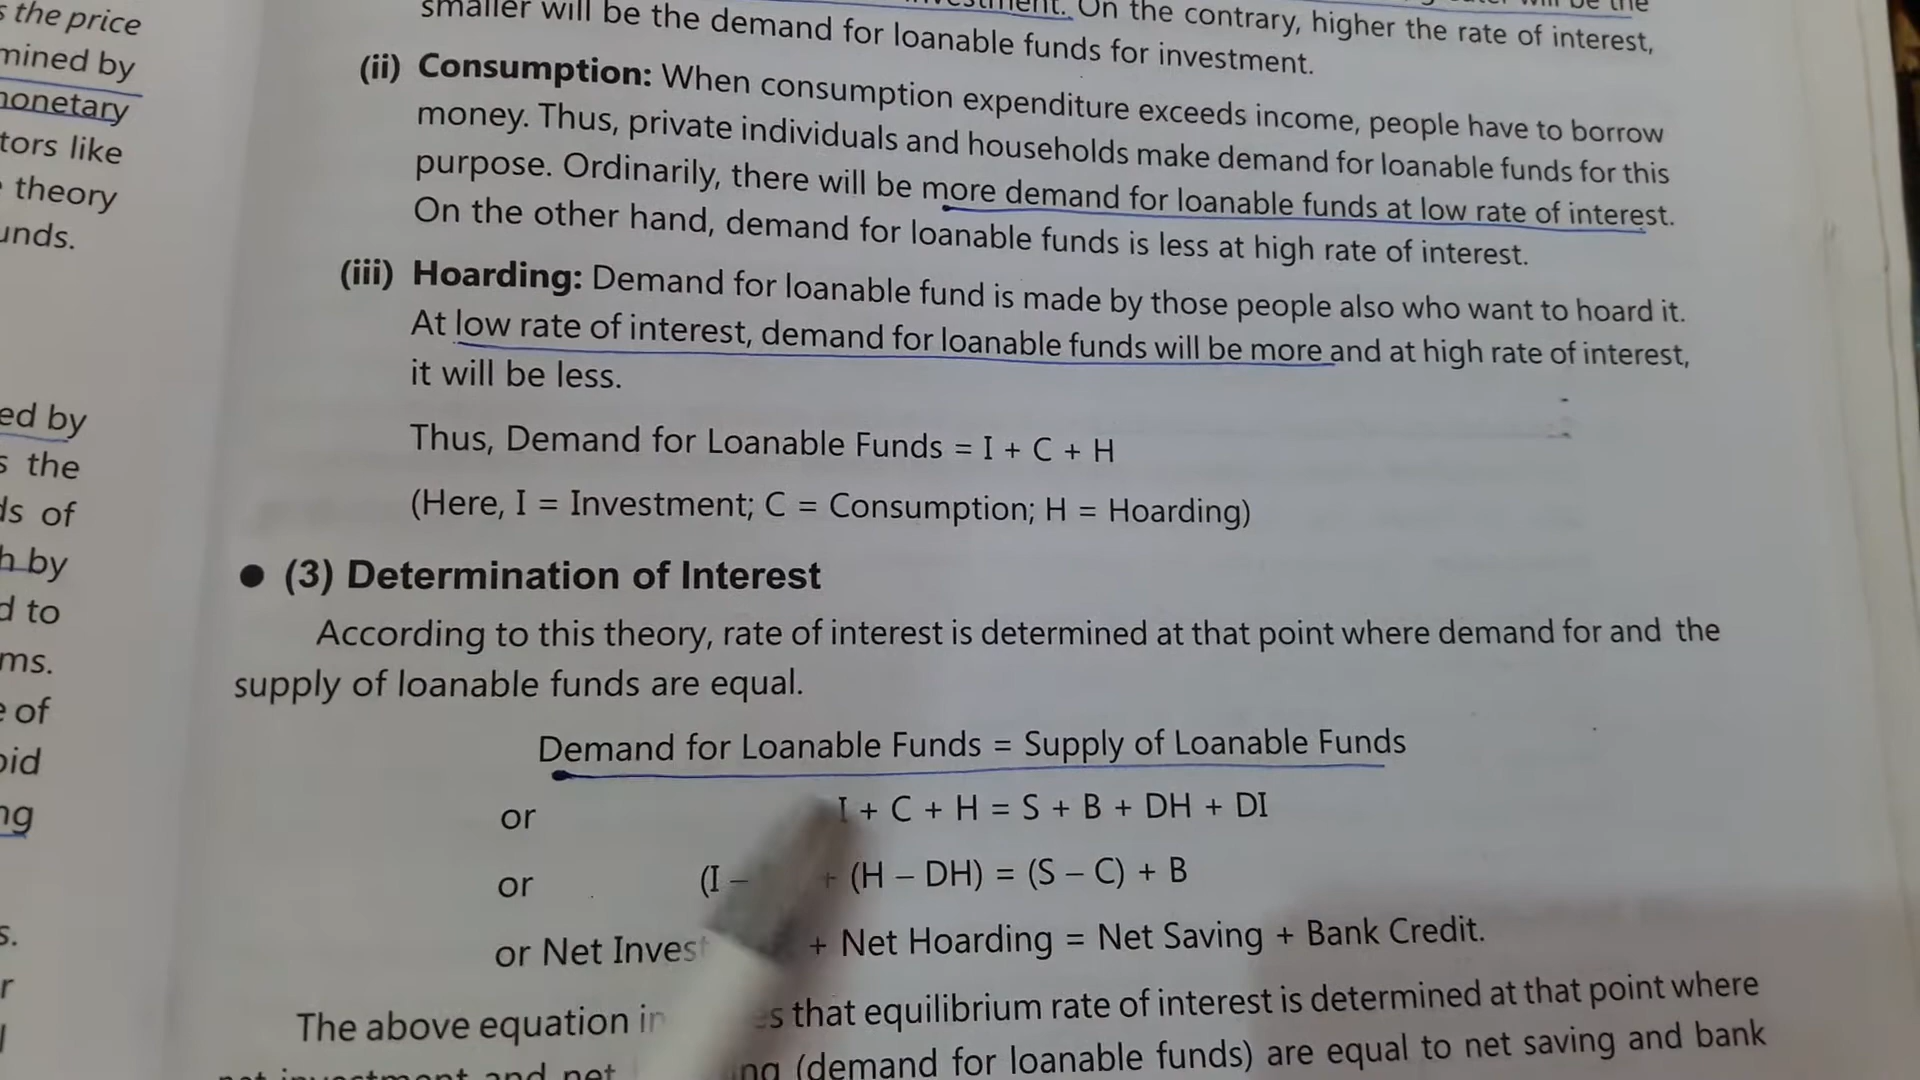 s the price
mined by
monetary
tors like
theory
unds.
ed by
s the
ds of
h by
d to
ms.
e of
oid
ng
s.
r
smaller will be the demand for loanable funds for investment. On the contrary, higher the rate of interest,
(ii) Consumption: When consumption expenditure exceeds income, people have to borrow
money. Thus, private individuals and households make demand for loanable funds for this
purpose. Ordinarily, there will be more demand for loanable funds at low rate of interest.
On the other hand, demand for loanable funds is less at high rate of interest.
(iii) Hoarding: Demand for loanable fund is made by those people also who want to hoard it.
At low rate of interest, demand for loanable funds will be more and at high rate of interest,
it will be less.
Thus, Demand for Loanable Funds = I + C + H
(Here, I = Investment; C = Consumption; H = Hoarding)
● (3) Determination of Interest
According to this theory, rate of interest is determined at that point where demand for and the
supply of loanable funds are equal.
Demand for Loanable Funds = Supply of Loanable Funds
or I + C + H = S + B + DH + DI
or (I – + (H – DH) = (S – C) + B
or Net Invest + Net Hoarding = Net Saving + Bank Credit.
The above equation in es that equilibrium rate of interest is determined at that point where
net investment and net ng (demand for loanable funds) are equal to net saving and bank